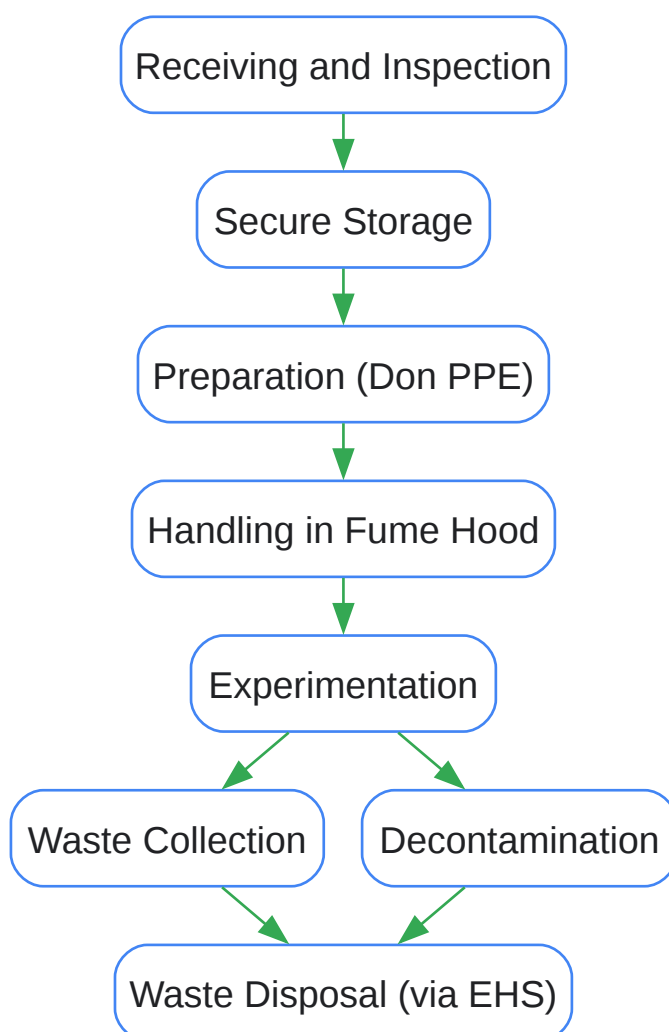 Receiving and Inspection
Secure Storage
Preparation (Don PPE)
Handling in Fume Hood
Experimentation
Waste Collection
Decontamination
Waste Disposal (via EHS)